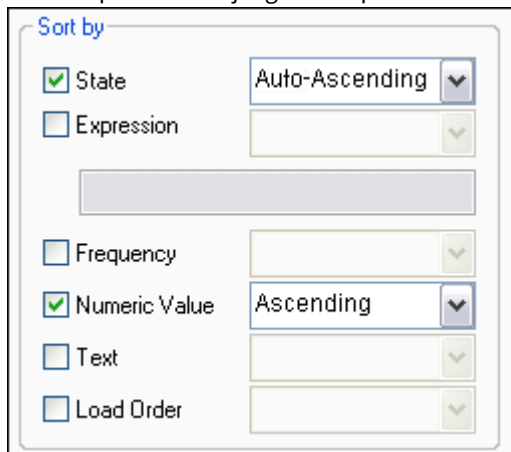 Sort by
State Auto-Ascending
Expression
Frequency
Numeric Value Ascending
Text
Load Order